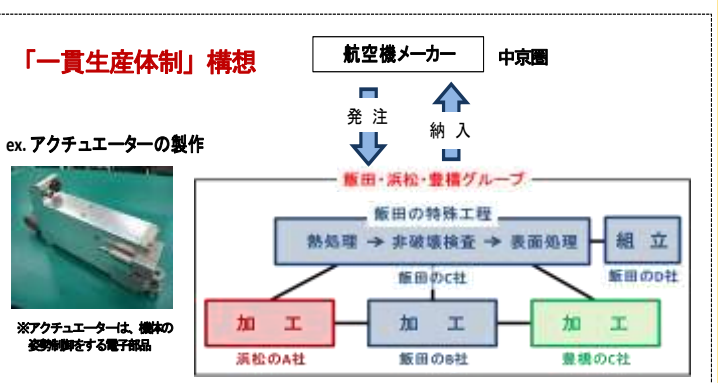 「一貫生産体制」構想
航空機メーカー
中京圏
発 注
納 入
ex. アクチュエーターの製作
飯田・浜松・豊橋グループ
飯田の特殊工程
熱処理 → 非破壊検査 → 表面処理
組 立
飯田のC社
飯田のD社
加 工
加 工
加 工
浜松のA社
飯田のB社
豊橋のC社
※アクチュエーターは、機体の
姿勢制御をする電子部品